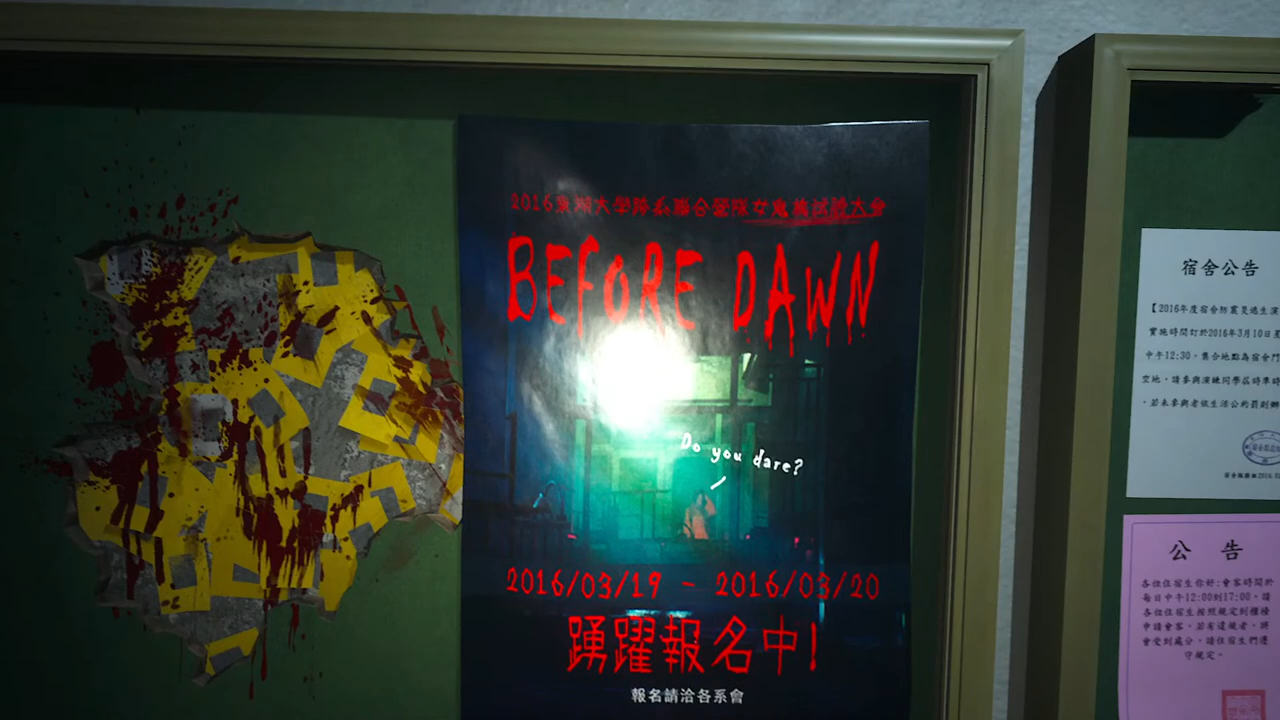 2016東湖大學跨系聯合營隊女鬼旅試膽大會
BEFORE DAWN
Do you dare?
2016/03/19 - 2016/03/20
踴躍報名中!
報名請洽各系會
宿舍公告
【2016年度宿舍防震災逃生演
實施時間訂於2016年3月10日
中午12:30,集合地點為宿舍門
空地,請參與演練同學屆時準時
,若未參與者依生活公約罰則辦
公 告
各位住宿生你好:會客時間於
每日中午12:00到17:00,請
各位住宿生按照規定到櫃檯
申請會客,若有違規者,將
會受到處分,請住宿生們遵
守規定。